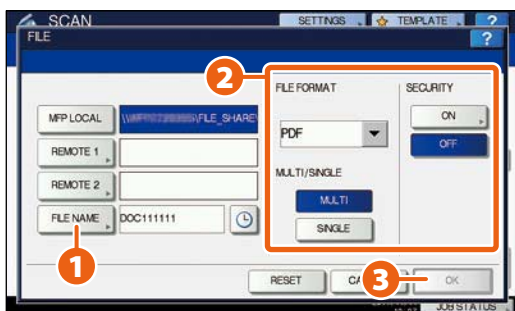 SCAN SETTINGS TEMPLATE ?
FILE ?
2
FILE FORMAT SECURITY
MFP LOCAL \FILE_SHARE\ ON
PDF OFF
REMOTE 1
REMOTE 2 MULTI/SINGLE
MULTI
FILE NAME DOC111111 SINGLE
1
3
RESET OK
JOB STATUS